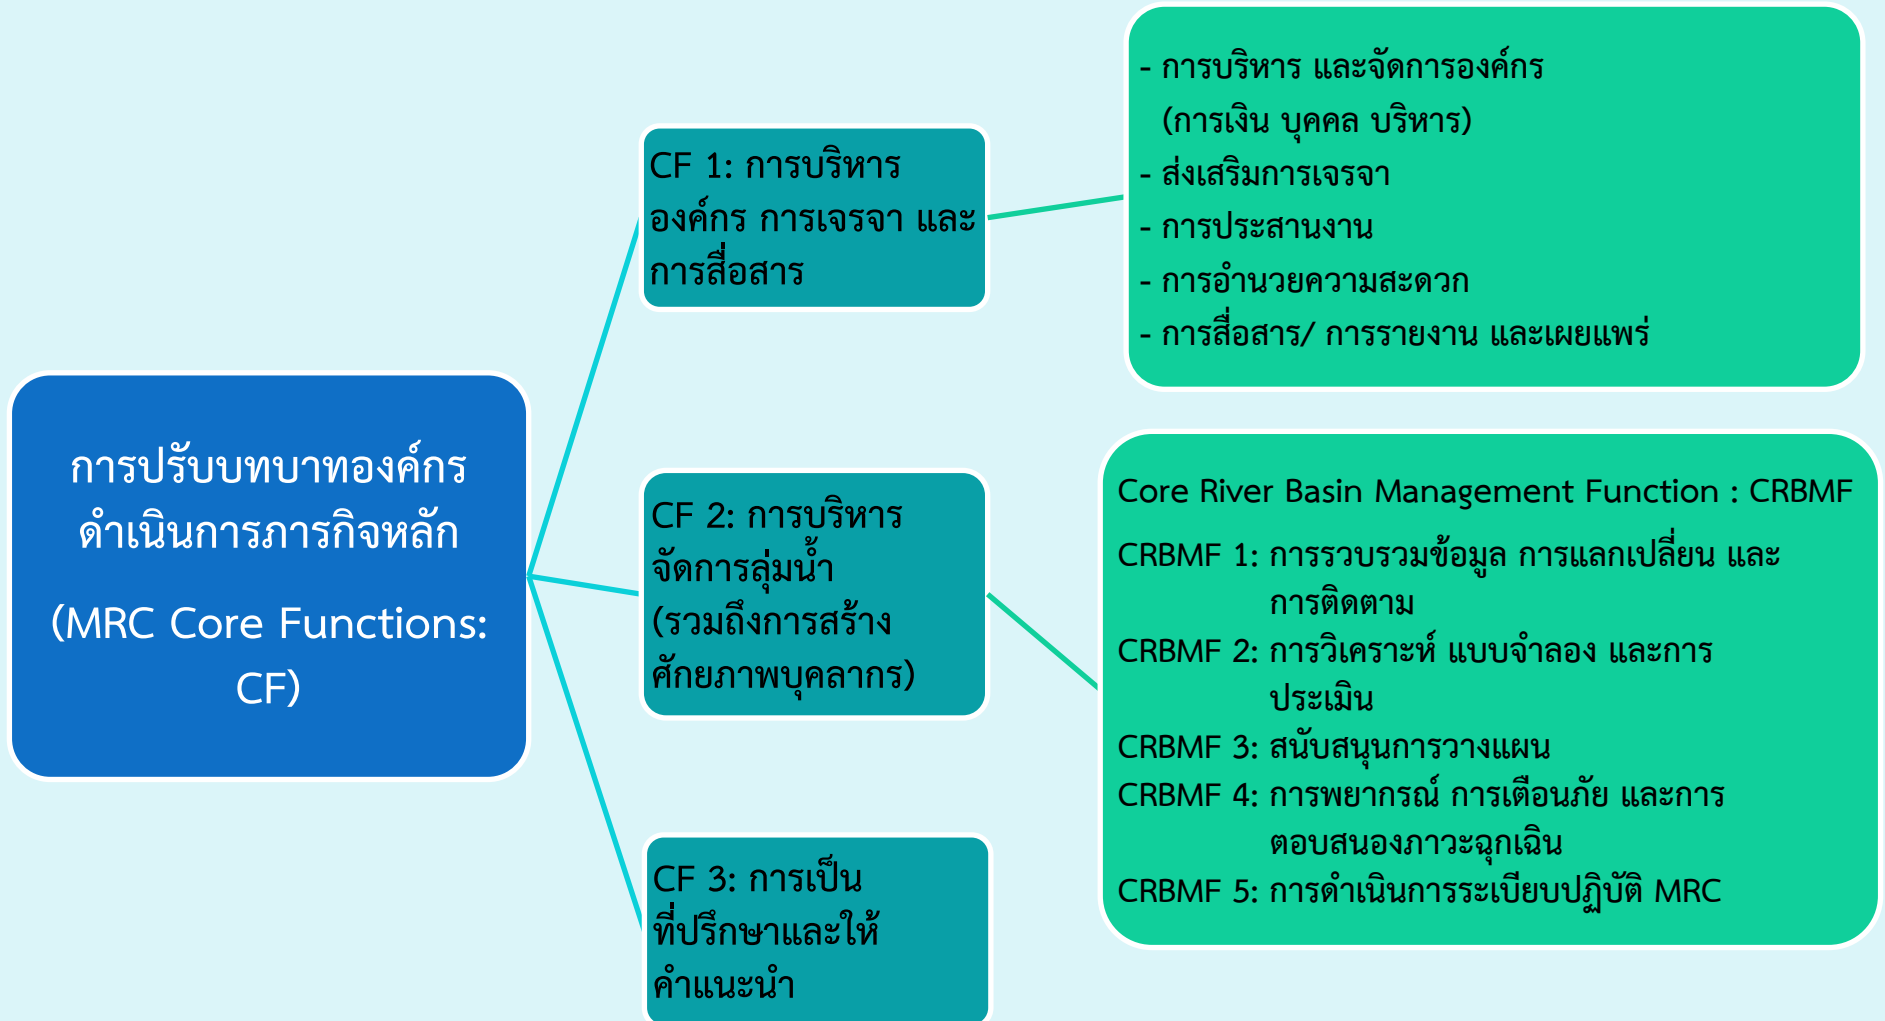 การปรับบทบาทองค์กร
ดำเนินการภารกิจหลัก
(MRC Core Functions:
CF)
CF 1: การบริหาร
องค์กร การเจรจา และ
การสื่อสาร
- การบริหาร และจัดการองค์กร
(การเงิน บุคคล บริหาร)
- ส่งเสริมการเจรจา
- การประสานงาน
- การอำนวยความสะดวก
- การสื่อสาร/ การรายงาน และเผยแพร่
CF 2: การบริหาร
จัดการลุ่มน้ำ
(รวมถึงการสร้าง
ศักยภาพบุคลากร)
Core River Basin Management Function : CRBMF
CRBMF 1: การรวบรวมข้อมูล การแลกเปลี่ยน และ
การติดตาม
CRBMF 2: การวิเคราะห์ แบบจำลอง และการ
ประเมิน
CRBMF 3: สนับสนุนการวางแผน
CRBMF 4: การพยากรณ์ การเตือนภัย และการ
ตอบสนองภาวะฉุกเฉิน
CRBMF 5: การดำเนินการระเบียบปฏิบัติ MRC
CF 3: การเป็น
ที่ปรึกษาและให้
คำแนะนำ